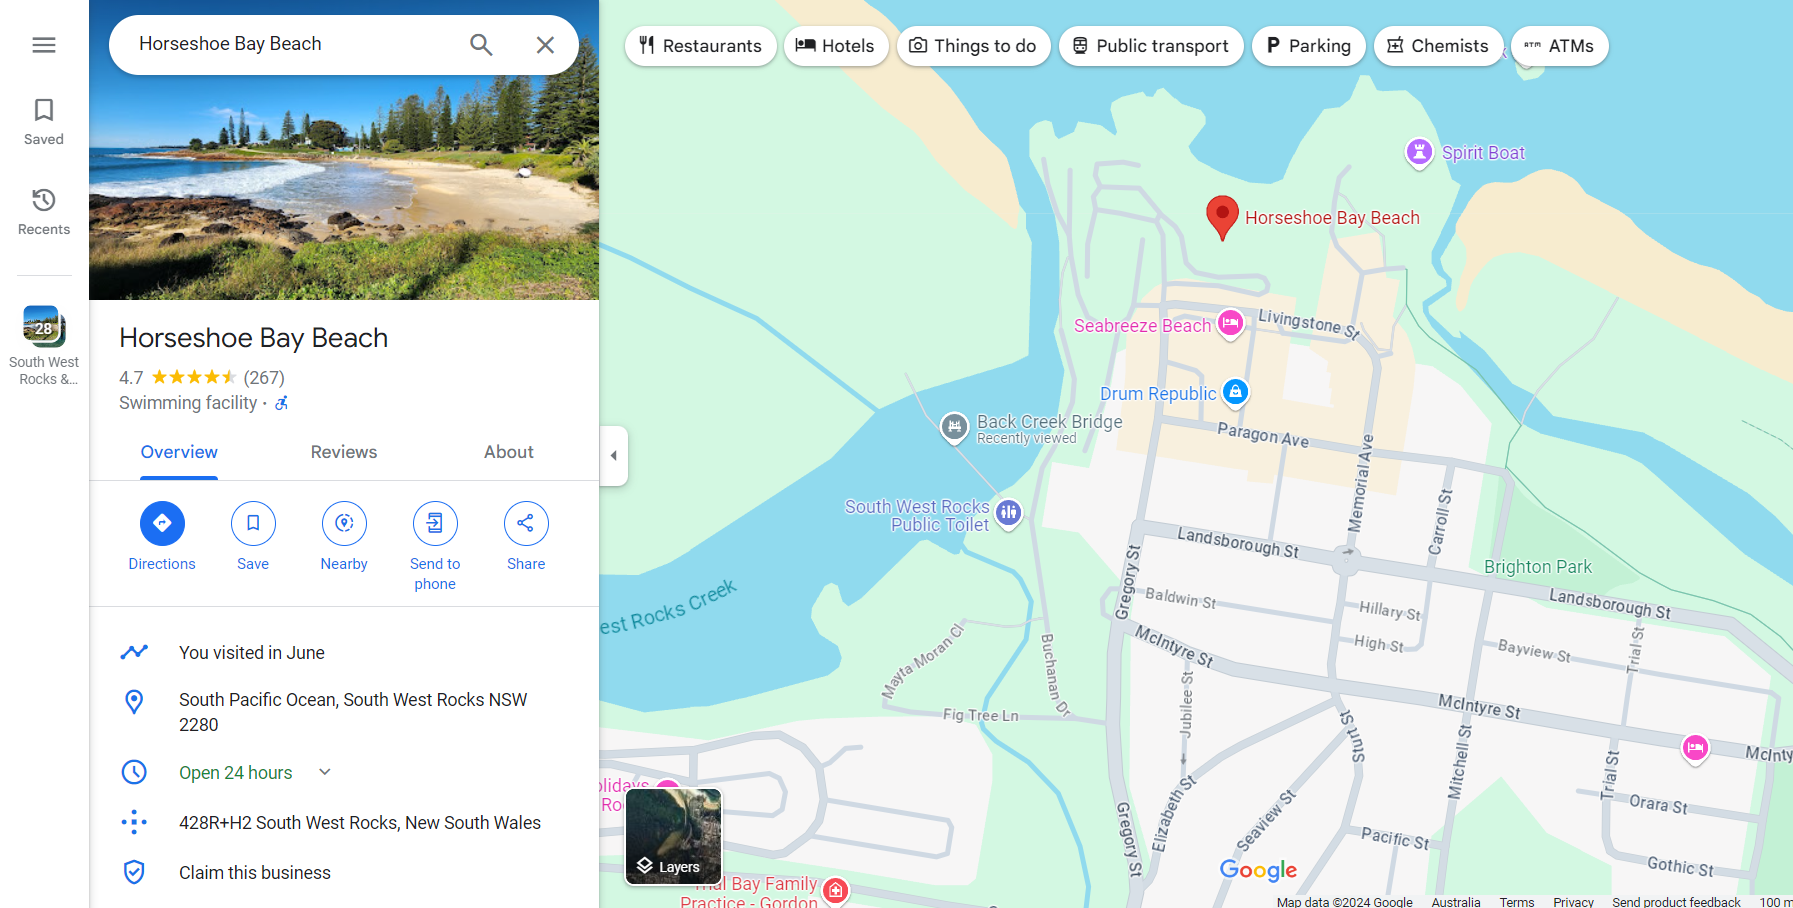 Horseshoe Bay Beach
Saved
Recents
28
South West
Rocks &...
Horseshoe Bay Beach
4.7 (267)
Swimming facility ·
Overview
Reviews
About
Directions
Save
Nearby
Send to
phone
Share
You visited in June
South Pacific Ocean, South West Rocks NSW
2280
Open 24 hours
428R+H2 South West Rocks, New South Wales
Claim this business
Restaurants
Hotels
Things to do
Public transport
P Parking
Chemists
ATM ATMs
k
Spirit Boat
Horseshoe Bay Beach
Seabreeze Beach
Livingstone St
Drum Republic
Back Creek Bridge
Recently viewed
Paragon Ave
Memorial Ave
Carroll St
South West Rocks
Public Toilet
Landsborough St
Gregory St
Brighton Park
Landsborough St
est Rocks Creek
Baldwin St
Hillary St
High St
McIntyre St
Bayview St
Trial St
Mayta Moran Cl
Buchanan Dr
Jubilee St
Fig Tree Ln
McIntyre St
Sturt St
Mitchell St
McInty
olidays
Ro
Trial St
Orara St
Elizabeth St
Seaview St
Gregory St
Pacific St
Gothic St
Layers
Google
Trial Bay Family
Practice - Gordon
Map data ©2024 Google
Australia
Terms
Privacy
Send product feedback
100 m